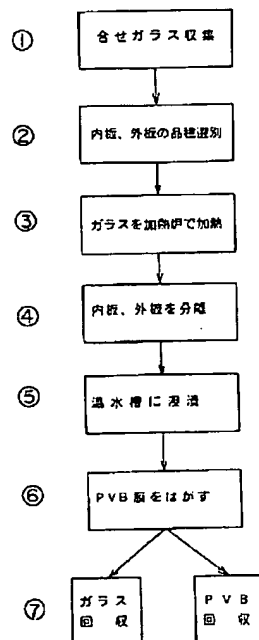 ① 合せガラス収集
② 内板、外板の品種選別
③ ガラスを加熱炉で加熱
④ 内板、外板を分離
⑤ 温水槽に浸漬
⑥ PVB膜をはがす
⑦ ガラス PVB
回収 回収